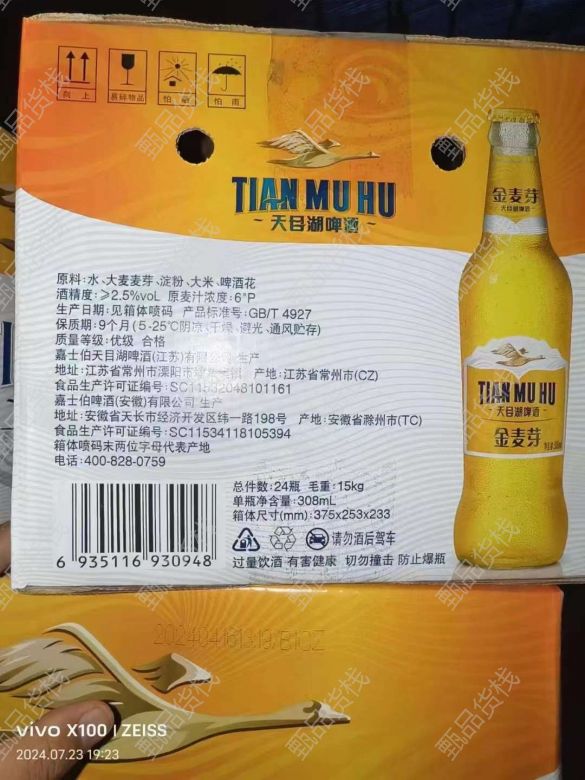 向上
易碎物品
怕晒
怕雨
TIAN MU HU
天目湖啤酒
金麦芽
天目湖啤酒
原料:水、大麦麦芽、淀粉、大米、啤酒花
酒精度:≥2.5%voL 原麦汁浓度:6°P
生产日期:见箱体喷码 产品标准号:GB/T 4927
保质期:9个月(5-25℃阴凉、干燥、避光、通风贮存)
质量等级:优级 合格
嘉士伯天目湖啤酒(江苏)有限公司 生产
地址:江苏省常州市溧阳市 产地:江苏省常州市(CZ)
食品生产许可证编号:SC11532048101161
嘉士伯啤酒(安徽)有限公司 生产
地址:安徽省天长市经济开发区纬一路198号 产地:安徽省滁州市(TC)
食品生产许可证编号:SC11534118105394
箱体喷码末两位字母代表产地
电话:400-828-0759
TIAN MU HU
天目湖啤酒
金麦芽
总件数:24瓶 毛重:15kg
单瓶净含量:308mL
箱体尺寸(mm):375x253x233
请勿酒后驾车
过量饮酒 有害健康 切勿撞击 防止爆瓶
6 935116 930948
2024041613:19/B1CZ
vivo X100 | ZEISS
2024.07.23 19:23
甄品货栈